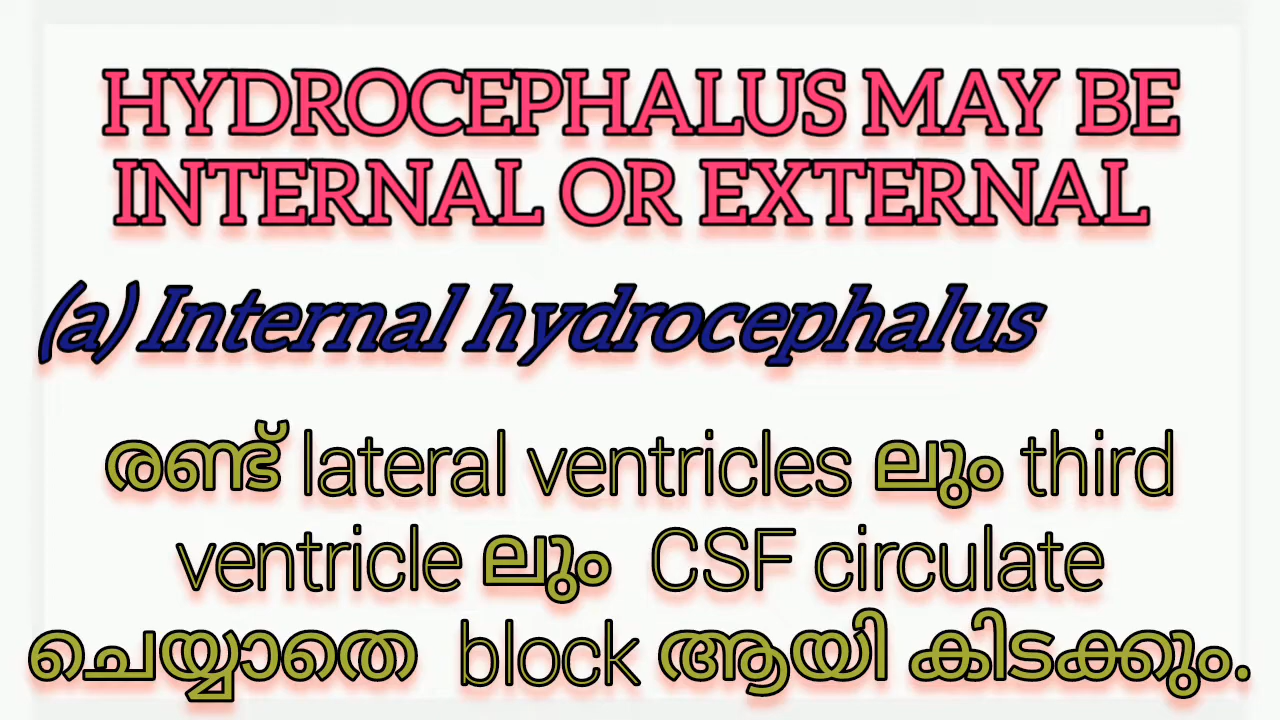 HYDROCEPHALUS MAY BE
INTERNAL OR EXTERNAL
(a) Internal hydrocephalus
രണ്ട് lateral ventricles ലും third
ventricle ലും CSF circulate
ചെയ്യാതെ block ആയി കിടക്കും.